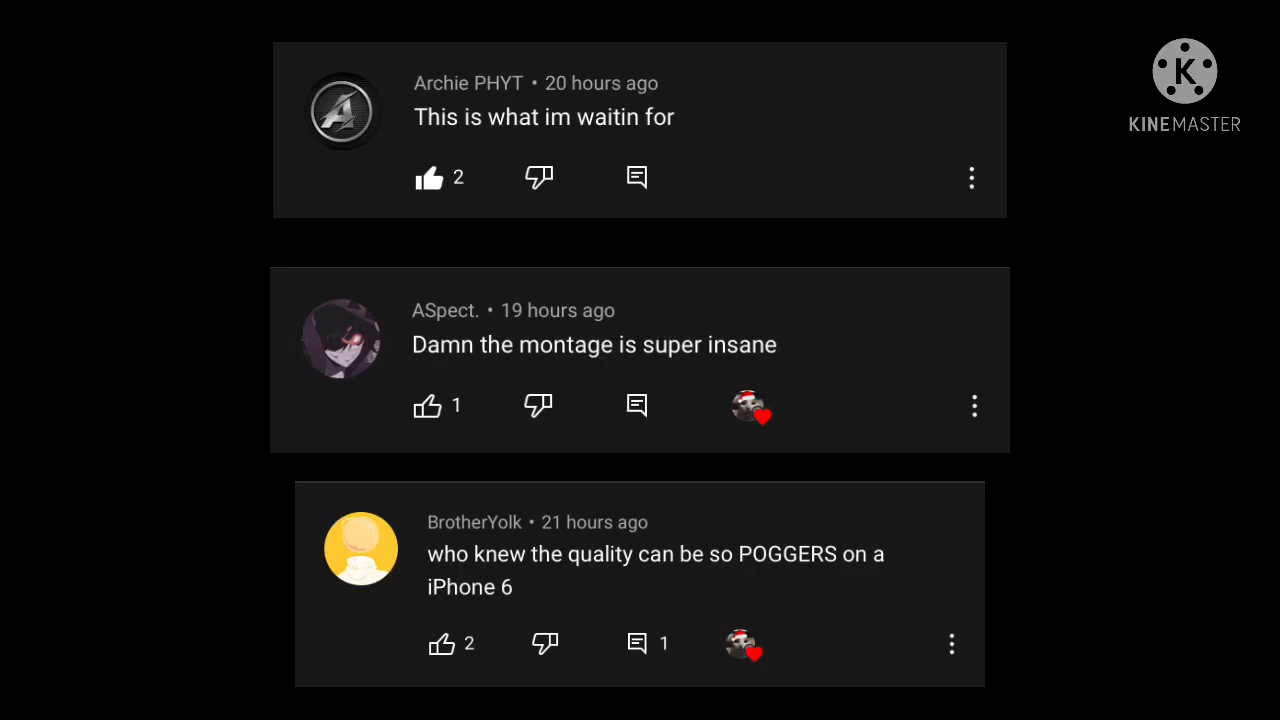 Archie PHYT • 20 hours ago
This is what im waitin for
2
K
KINEMASTER
ASpect. • 19 hours ago
Damn the montage is super insane
1
BrotherYolk • 21 hours ago
who knew the quality can be so POGGERS on a
iPhone 6
2 1